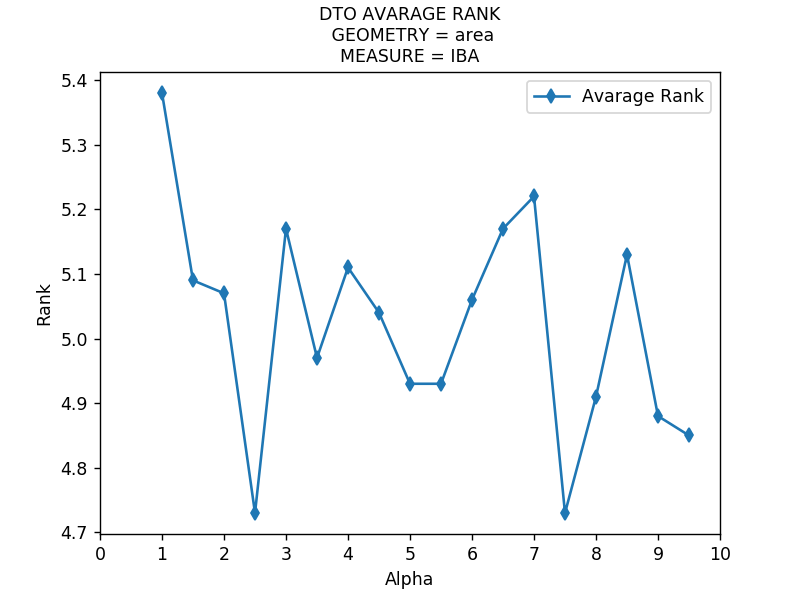 DTO AVARAGE RANK
GEOMETRY = area
MEASURE = IBA
Avarage Rank
5.4
5.3
5.2
5.1
5.0
4.9
4.8
4.7
Rank
0 1 2 3 4 5 6 7 8 9 10
Alpha